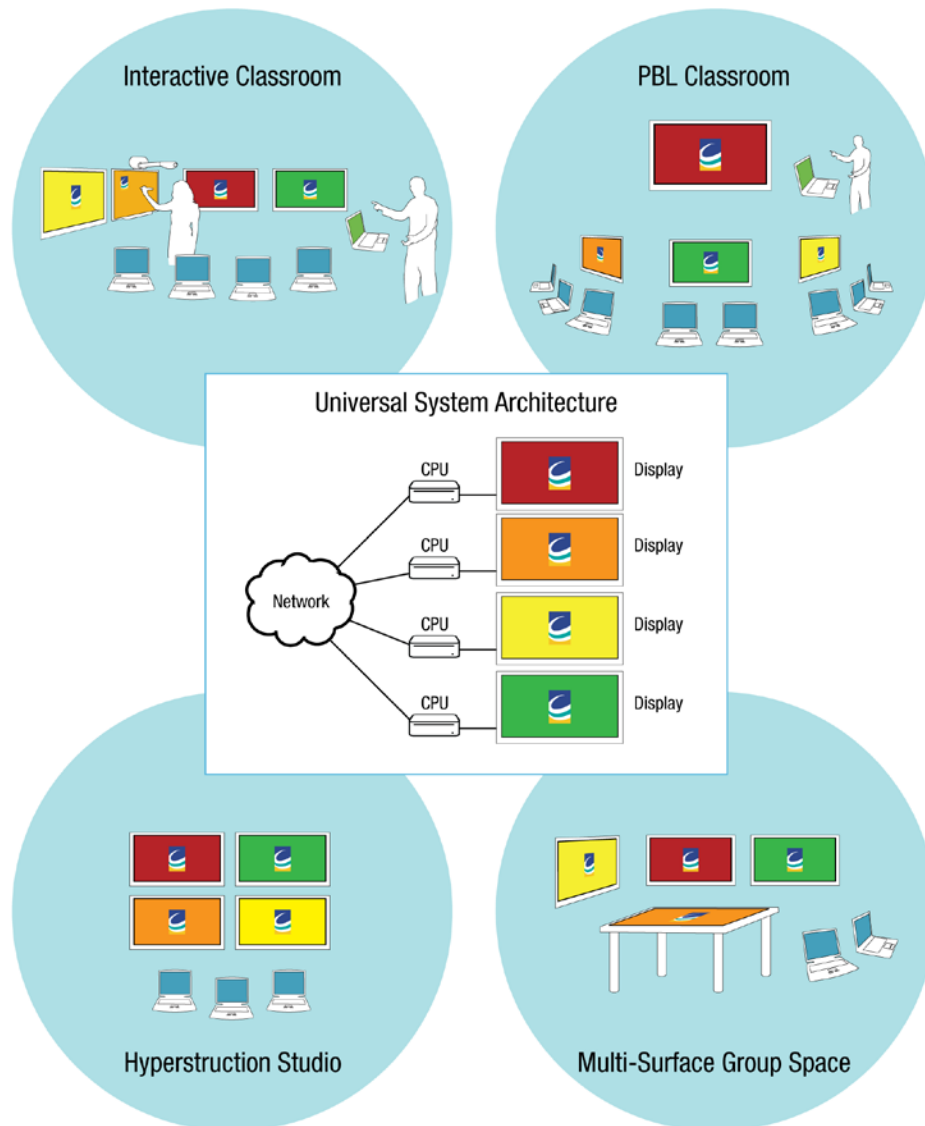 Interactive Classroom
PBL Classroom
Universal System Architecture
CPU
Display
CPU
Display
Network
CPU
Display
CPU
Display
Hyperstruction Studio
Multi-Surface Group Space